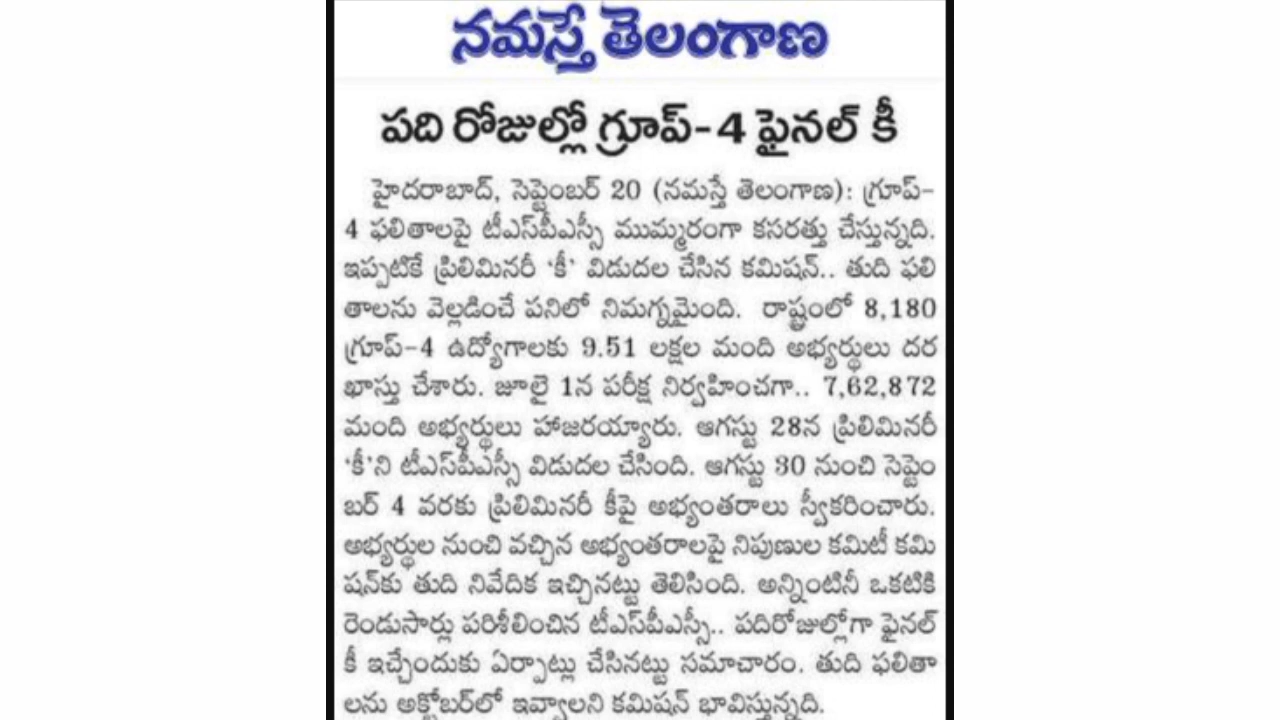 నమస్తే తెలంగాణ
పది రోజుల్లో గ్రూప్-4 ఫైనల్ కీ
హైదరాబాద్, సెప్టెంబర్ 20 (నమస్తే తెలంగాణ): గ్రూప్-
4 ఫలితాలపై టీఎస్‌పీఎస్సీ ముమ్మరంగా కసరత్తు చేస్తున్నది.
ఇప్పటికే ప్రిలిమినరీ 'కీ' విడుదల చేసిన కమిషన్.. తుది ఫలి
తాలను వెల్లడించే పనిలో నిమగ్నమైంది. రాష్ట్రంలో 8,180
గ్రూప్-4 ఉద్యోగాలకు 9.51 లక్షల మంది అభ్యర్థులు దర
ఖాస్తు చేశారు. జూలై 1న పరీక్ష నిర్వహించగా.. 7,62,872
మంది అభ్యర్థులు హాజరయ్యారు. ఆగస్టు 28న ప్రిలిమినరీ
'కీ'ని టీఎస్‌పీఎస్సీ విడుదల చేసింది. ఆగస్టు 30 నుంచి సెప్టెం
బర్ 4 వరకు ప్రిలిమినరీ కీపై అభ్యంతరాలు స్వీకరించారు.
అభ్యర్థుల నుంచి వచ్చిన అభ్యంతరాలపై నిపుణుల కమిటీ కమి
షన్‌కు తుది నివేదిక ఇచ్చినట్టు తెలిసింది. అన్నింటినీ ఒకటికి
రెండుసార్లు పరిశీలించిన టీఎస్‌పీఎస్సీ.. పదిరోజుల్లోగా ఫైనల్
కీ ఇచ్చేందుకు ఏర్పాట్లు చేసినట్టు సమాచారం. తుది ఫలితా
లను అక్టోబర్‌లో ఇవ్వాలని కమిషన్ భావిస్తున్నది.